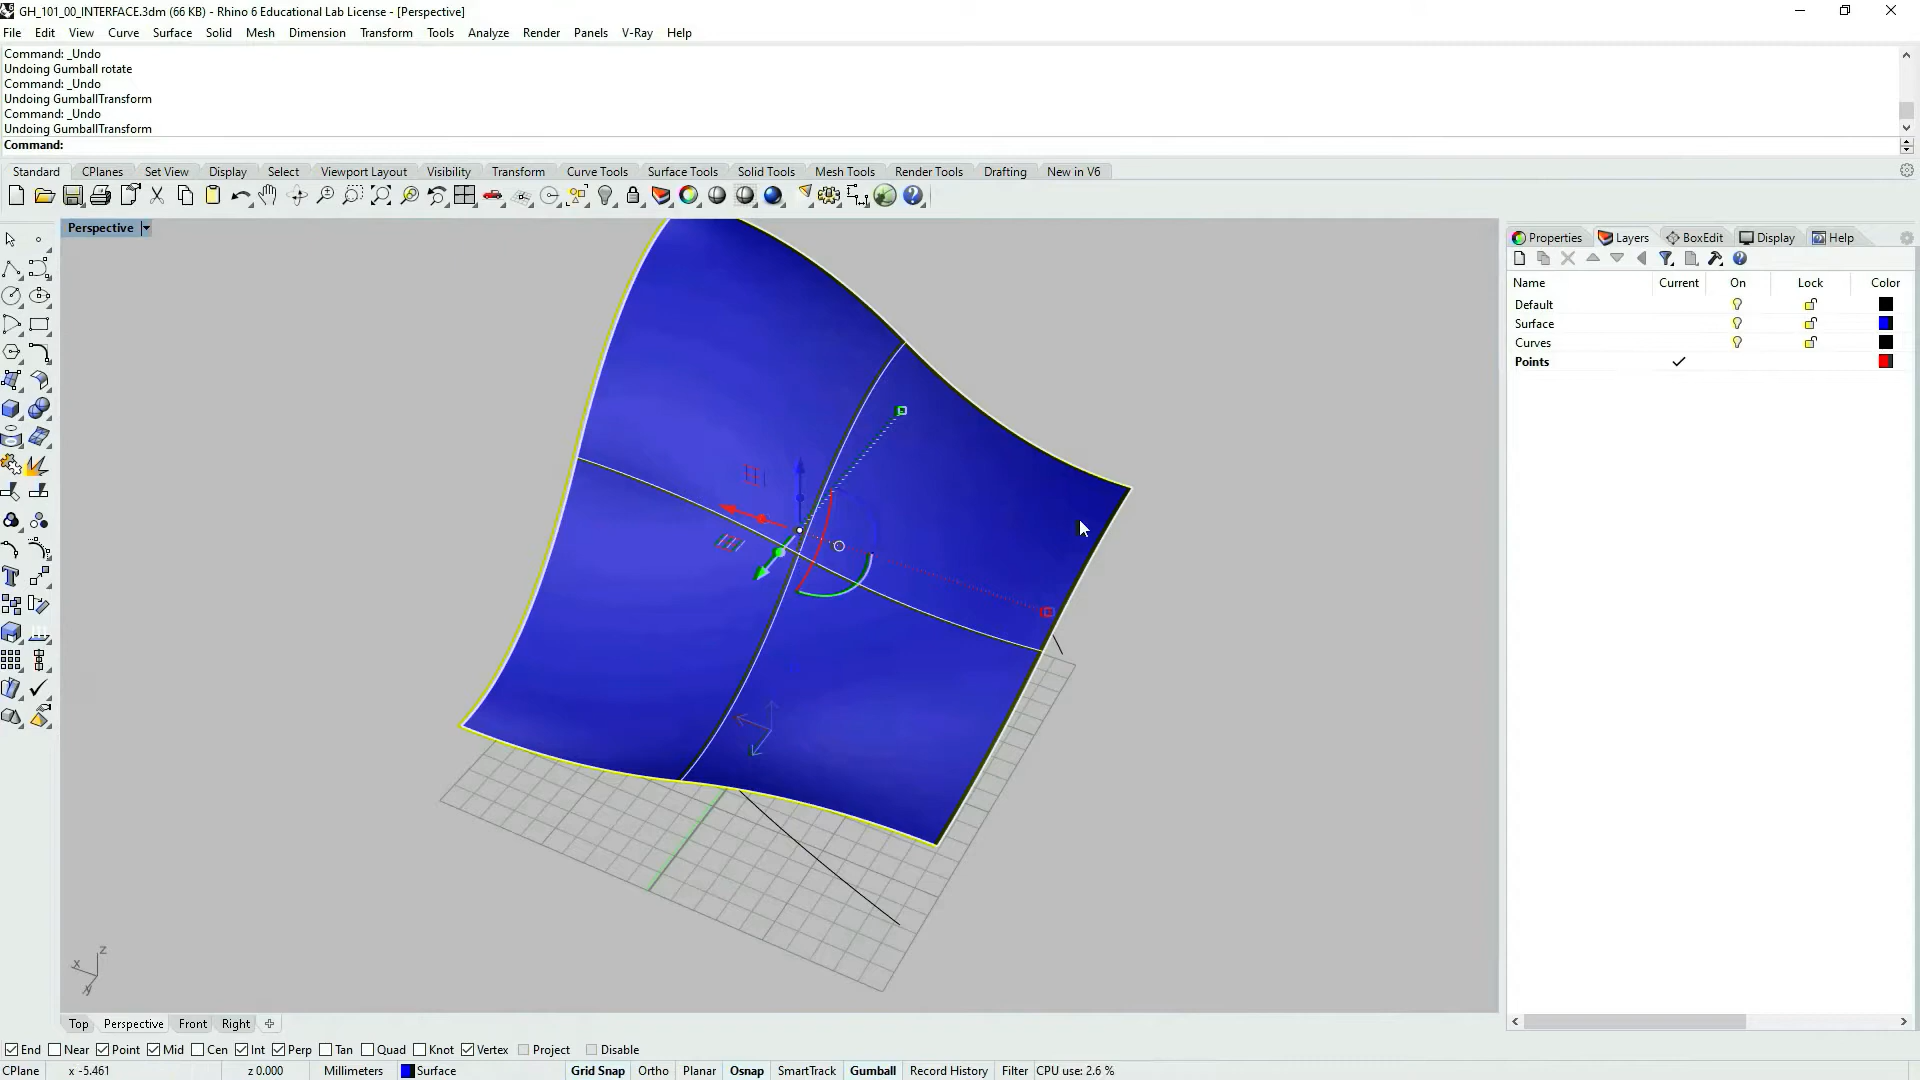 GH_101_00_INTERFACE.3dm (66 KB) - Rhino 6 Educational Lab License - [Perspective]
File Edit View Curve Surface Solid Mesh Dimension Transform Tools Analyze Render Panels V-Ray Help
Command: _Undo
Undoing Gumball rotate
Command: _Undo
Undoing GumballTransform
Command: _Undo
Undoing GumballTransform
Command:
Standard CPlanes Set View Display Select Viewport Layout Visibility Transform Curve Tools Surface Tools Solid Tools Mesh Tools Render Tools Drafting New in V6
Perspective
Properties Layers BoxEdit Display Help
Name Current On Lock Color
Default
Surface
Curves
Points
z
x
y
Top Perspective Front Right
End Near Point Mid Cen Int Perp Tan Quad Knot Vertex Project Disable
CPlane x -5.461 z 0.000 Millimeters Surface Grid Snap Ortho Planar Osnap SmartTrack Gumball Record History Filter CPU use: 2.6 %